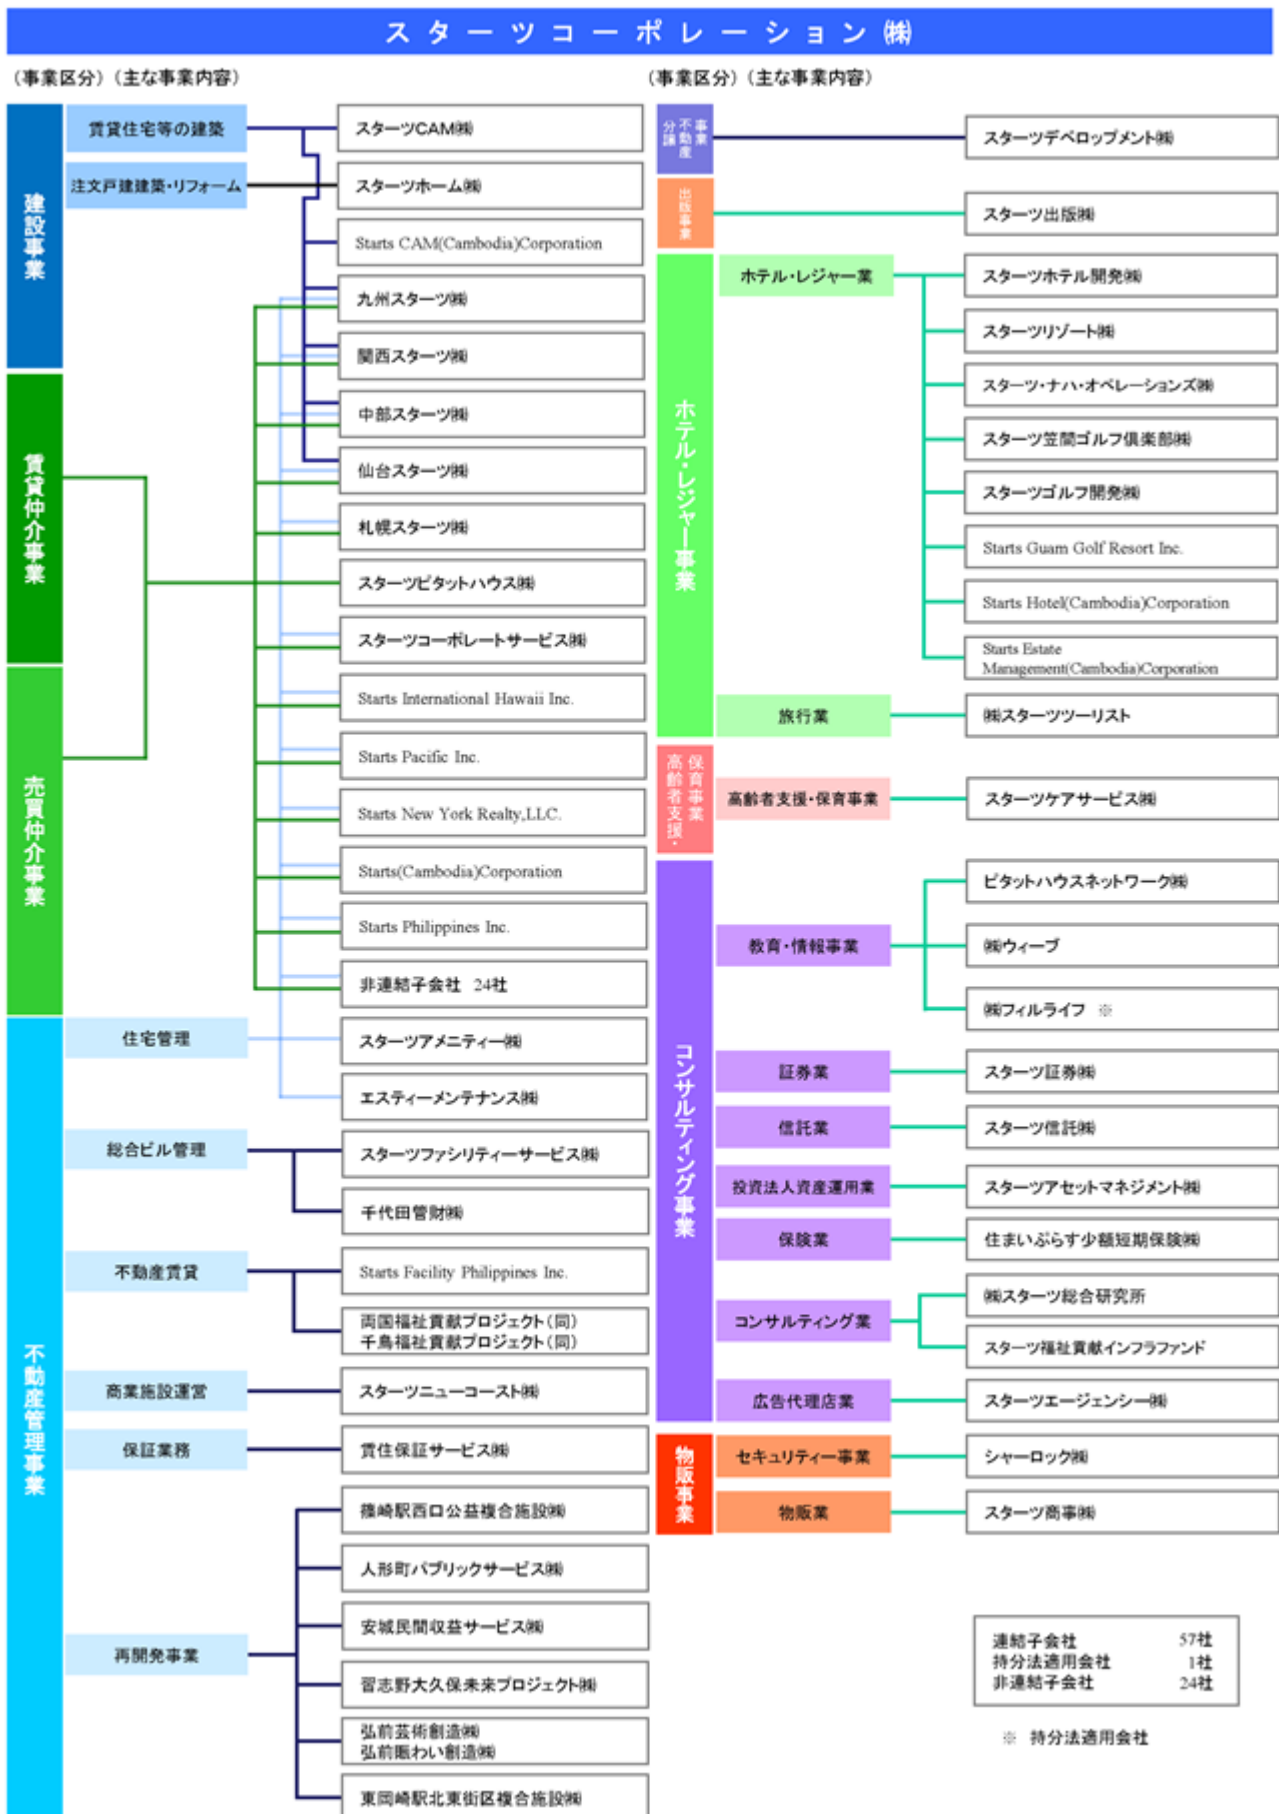 スターツコーポレーション㈱
(事業区分)(主な事業内容)
建設事業
賃貸住宅等の建築
スターツCAM㈱
注文戸建建築・リフォーム
スターツホーム㈱
Starts CAM(Cambodia)Corporation
九州スターツ㈱
関西スターツ㈱
中部スターツ㈱
仙台スターツ㈱
札幌スターツ㈱
賃貸仲介事業
スターツピタットハウス㈱
スターツコーポレートサービス㈱
Starts International Hawaii Inc.
Starts Pacific Inc.
Starts New York Realty,LLC.
売買仲介事業
Starts(Cambodia)Corporation
Starts Philippines Inc.
非連結子会社 24社
不動産管理事業
住宅管理
スターツアメニティー㈱
エスティーメンテナンス㈱
総合ビル管理
スターツファシリティーサービス㈱
千代田管財㈱
不動産賃貸
Starts Facility Philippines Inc.
両国福祉貢献プロジェクト(同)
千鳥福祉貢献プロジェクト(同)
商業施設運営
スターツニューコースト㈱
保証業務
賃住保証サービス㈱
再開発事業
篠崎駅西口公益複合施設㈱
人形町パブリックサービス㈱
安城民間収益サービス㈱
習志野大久保未来プロジェクト㈱
弘前芸術創造㈱
弘前賑わい創造㈱
東岡崎駅北東街区複合施設㈱
(事業区分)(主な事業内容)
事業
不動産
分譲
スターツデベロップメント㈱
出版事業
スターツ出版㈱
ホテル・レジャー事業
ホテル・レジャー業
スターツホテル開発㈱
スターツリゾート㈱
スターツ・ナハ・オペレーションズ㈱
スターツ笠間ゴルフ倶楽部㈱
スターツゴルフ開発㈱
Starts Guam Golf Resort Inc.
Starts Hotel(Cambodia)Corporation
Starts Estate
Management(Cambodia)Corporation
旅行業
㈱スターツツーリスト
保育事業
高齢者支援・
高齢者支援・保育事業
スターツケアサービス㈱
コンサルティング事業
教育・情報事業
ピタットハウスネットワーク㈱
㈱ウィーブ
㈱フィルライフ ※
証券業
スターツ証券㈱
信託業
スターツ信託㈱
投資法人資産運用業
スターツアセットマネジメント㈱
保険業
住まいぷらす少額短期保険㈱
コンサルティング業
㈱スターツ総合研究所
スターツ福祉貢献インフラファンド
広告代理店業
スターツエージェンシー㈱
物販事業
セキュリティー事業
シャーロック㈱
物販業
スターツ商事㈱
連結子会社 57社
持分法適用会社 1社
非連結子会社 24社
※ 持分法適用会社